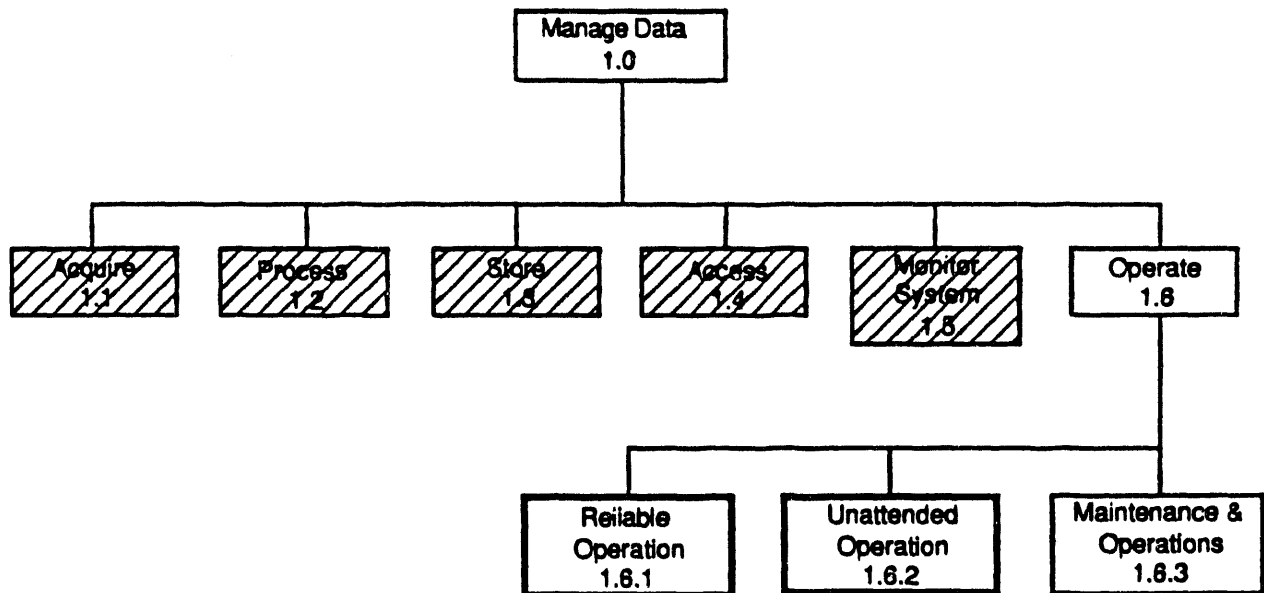 Manage Data
1.0
Acquire
1.1
Process
1.2
Store
1.3
Access
1.4
Monitor
System
1.5
Operate
1.6
Reliable
Operation
1.6.1
Unattended
Operation
1.6.2
Maintenance &
Operations
1.6.3